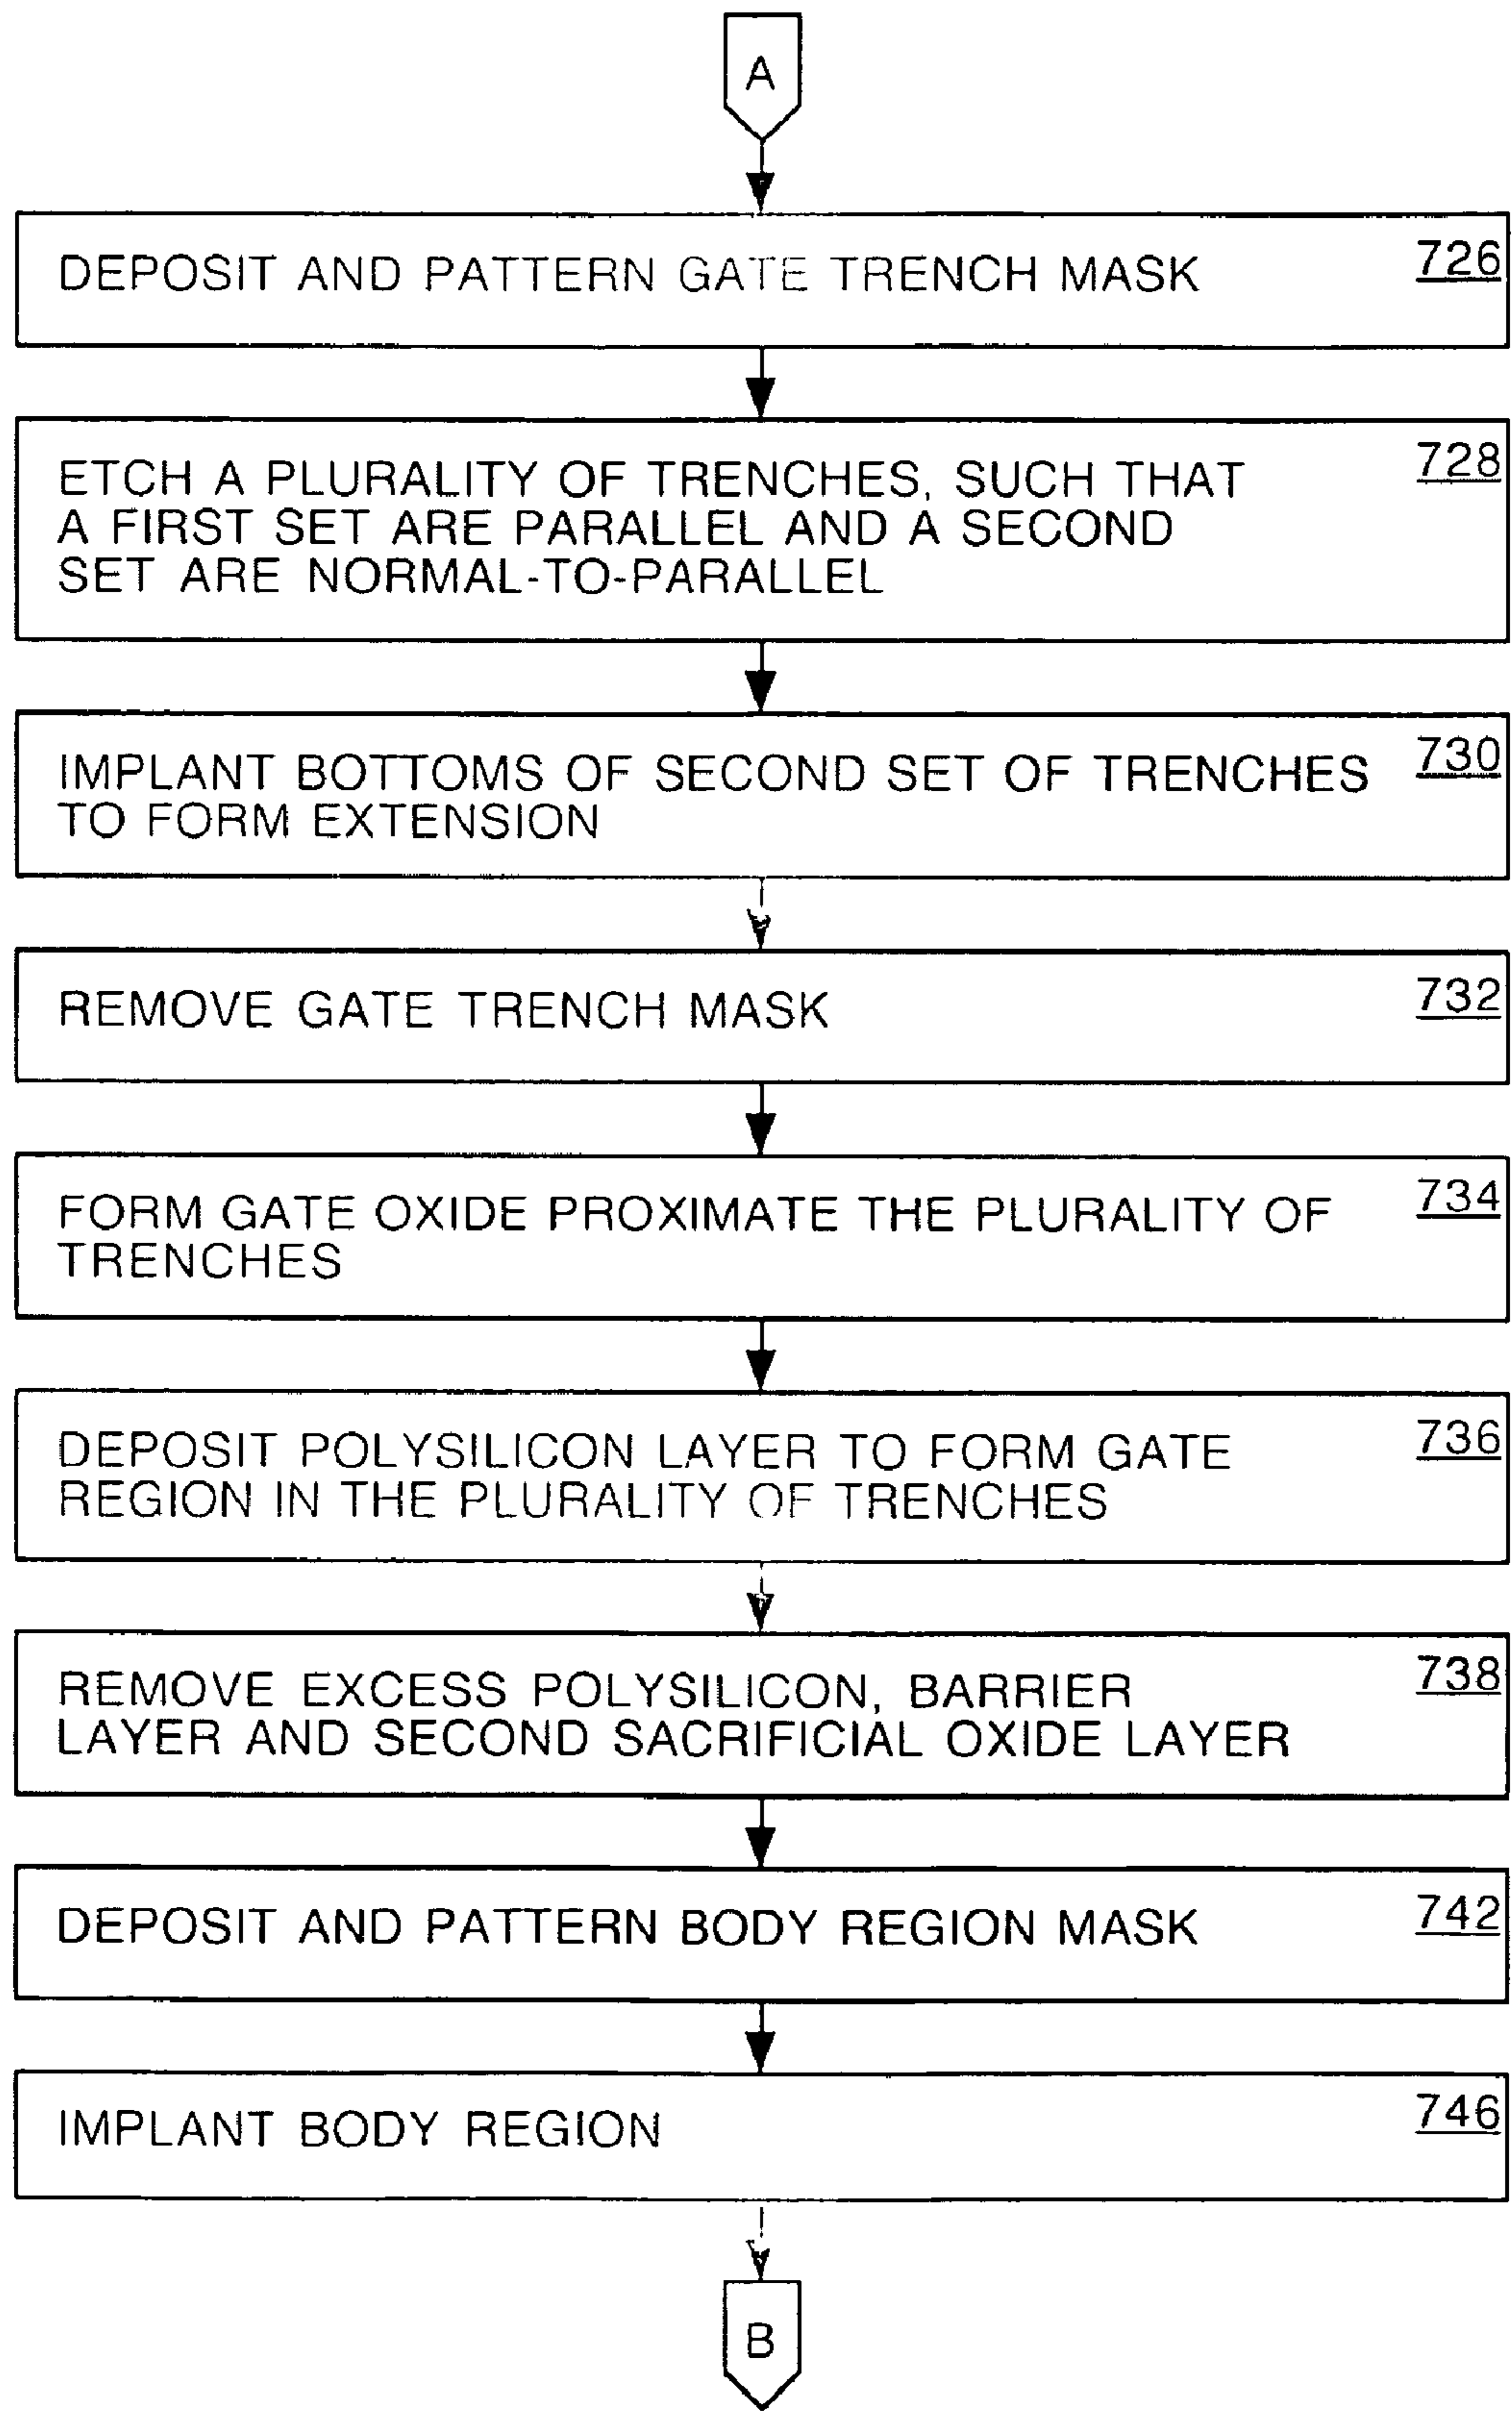 A
DEPOSIT AND PATTERN GATE TRENCH MASK 726
ETCH A PLURALITY OF TRENCHES, SUCH THAT 728
A FIRST SET ARE PARALLEL AND A SECOND
SET ARE NORMAL-TO-PARALLEL
IMPLANT BOTTOMS OF SECOND SET OF TRENCHES 730
TO FORM EXTENSION
REMOVE GATE TRENCH MASK 732
FORM GATE OXIDE PROXIMATE THE PLURALITY OF 734
TRENCHES
DEPOSIT POLYSILICON LAYER TO FORM GATE 736
REGION IN THE PLURALITY OF TRENCHES
REMOVE EXCESS POLYSILICON, BARRIER 738
LAYER AND SECOND SACRIFICIAL OXIDE LAYER
DEPOSIT AND PATTERN BODY REGION MASK 742
IMPLANT BODY REGION 746
B